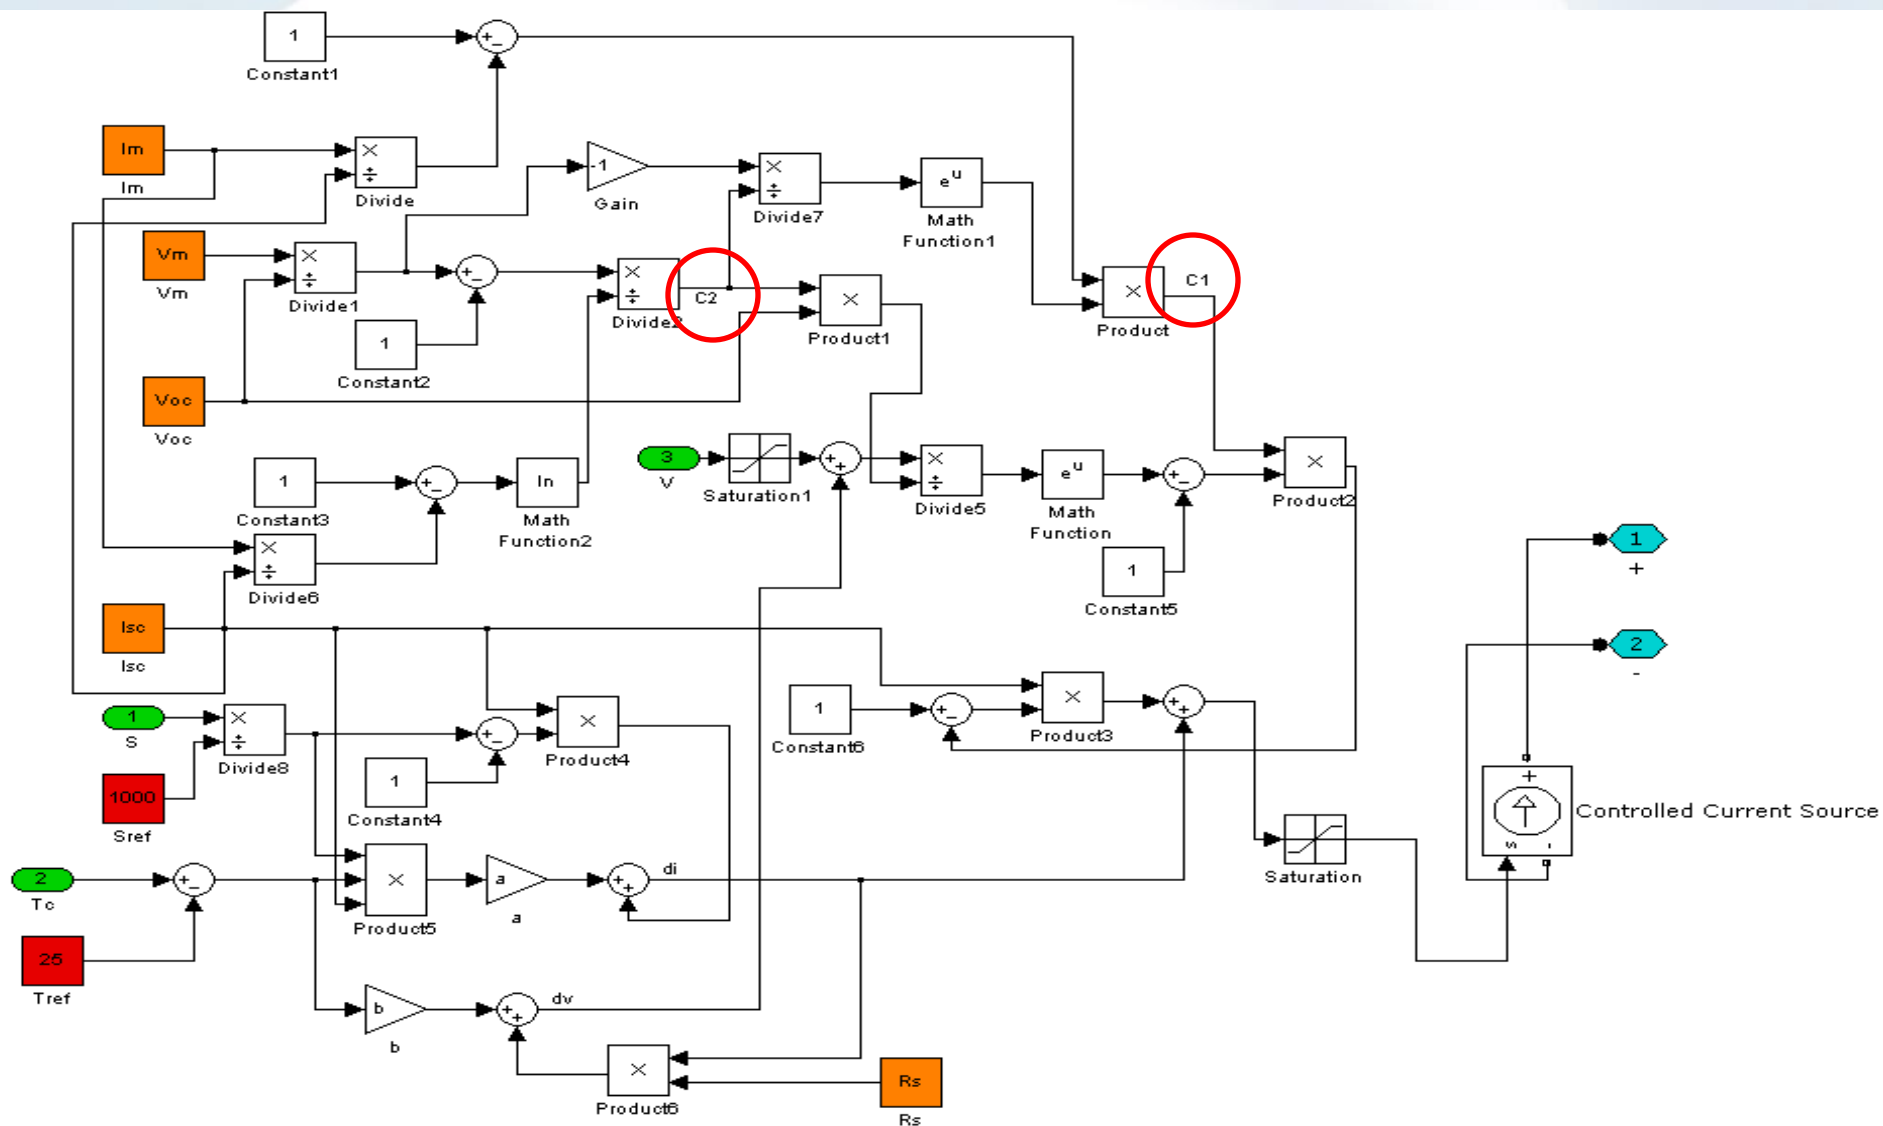 1
Constant1
Im
Im
Divide
-1
Gain
Divide7
e^u
Math
Function1
Vm
Vm
Divide1
1
Constant2
Divide2
C2
Product1
Product
C1
Voc
Voc
1
Constant3
ln
Math
Function2
3
V
Saturation1
Divide5
e^u
Math
Function
Product2
1
Constant5
Divide6
Isc
Isc
1
+
2
-
1
S
Divide8
1000
Sref
1
Constant4
Product4
1
Constant6
Product3
+
s
-
Controlled Current Source
Saturation
2
Tc
25
Tref
Product5
a
a
di
b
b
dv
Product6
Rs
Rs